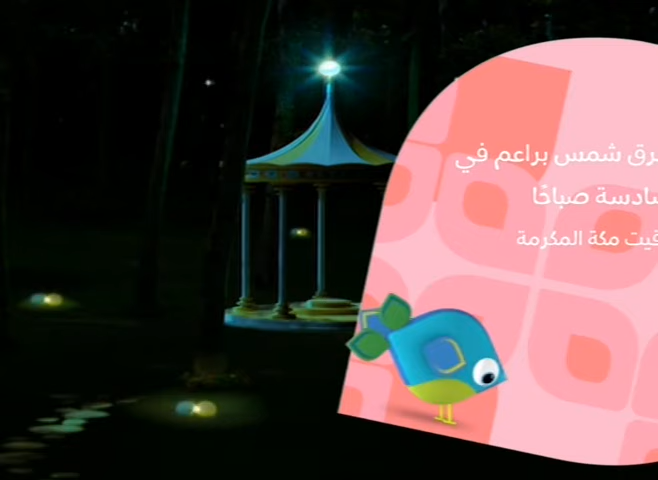 شمس براعم في
صباحًا
مكة المكرمة